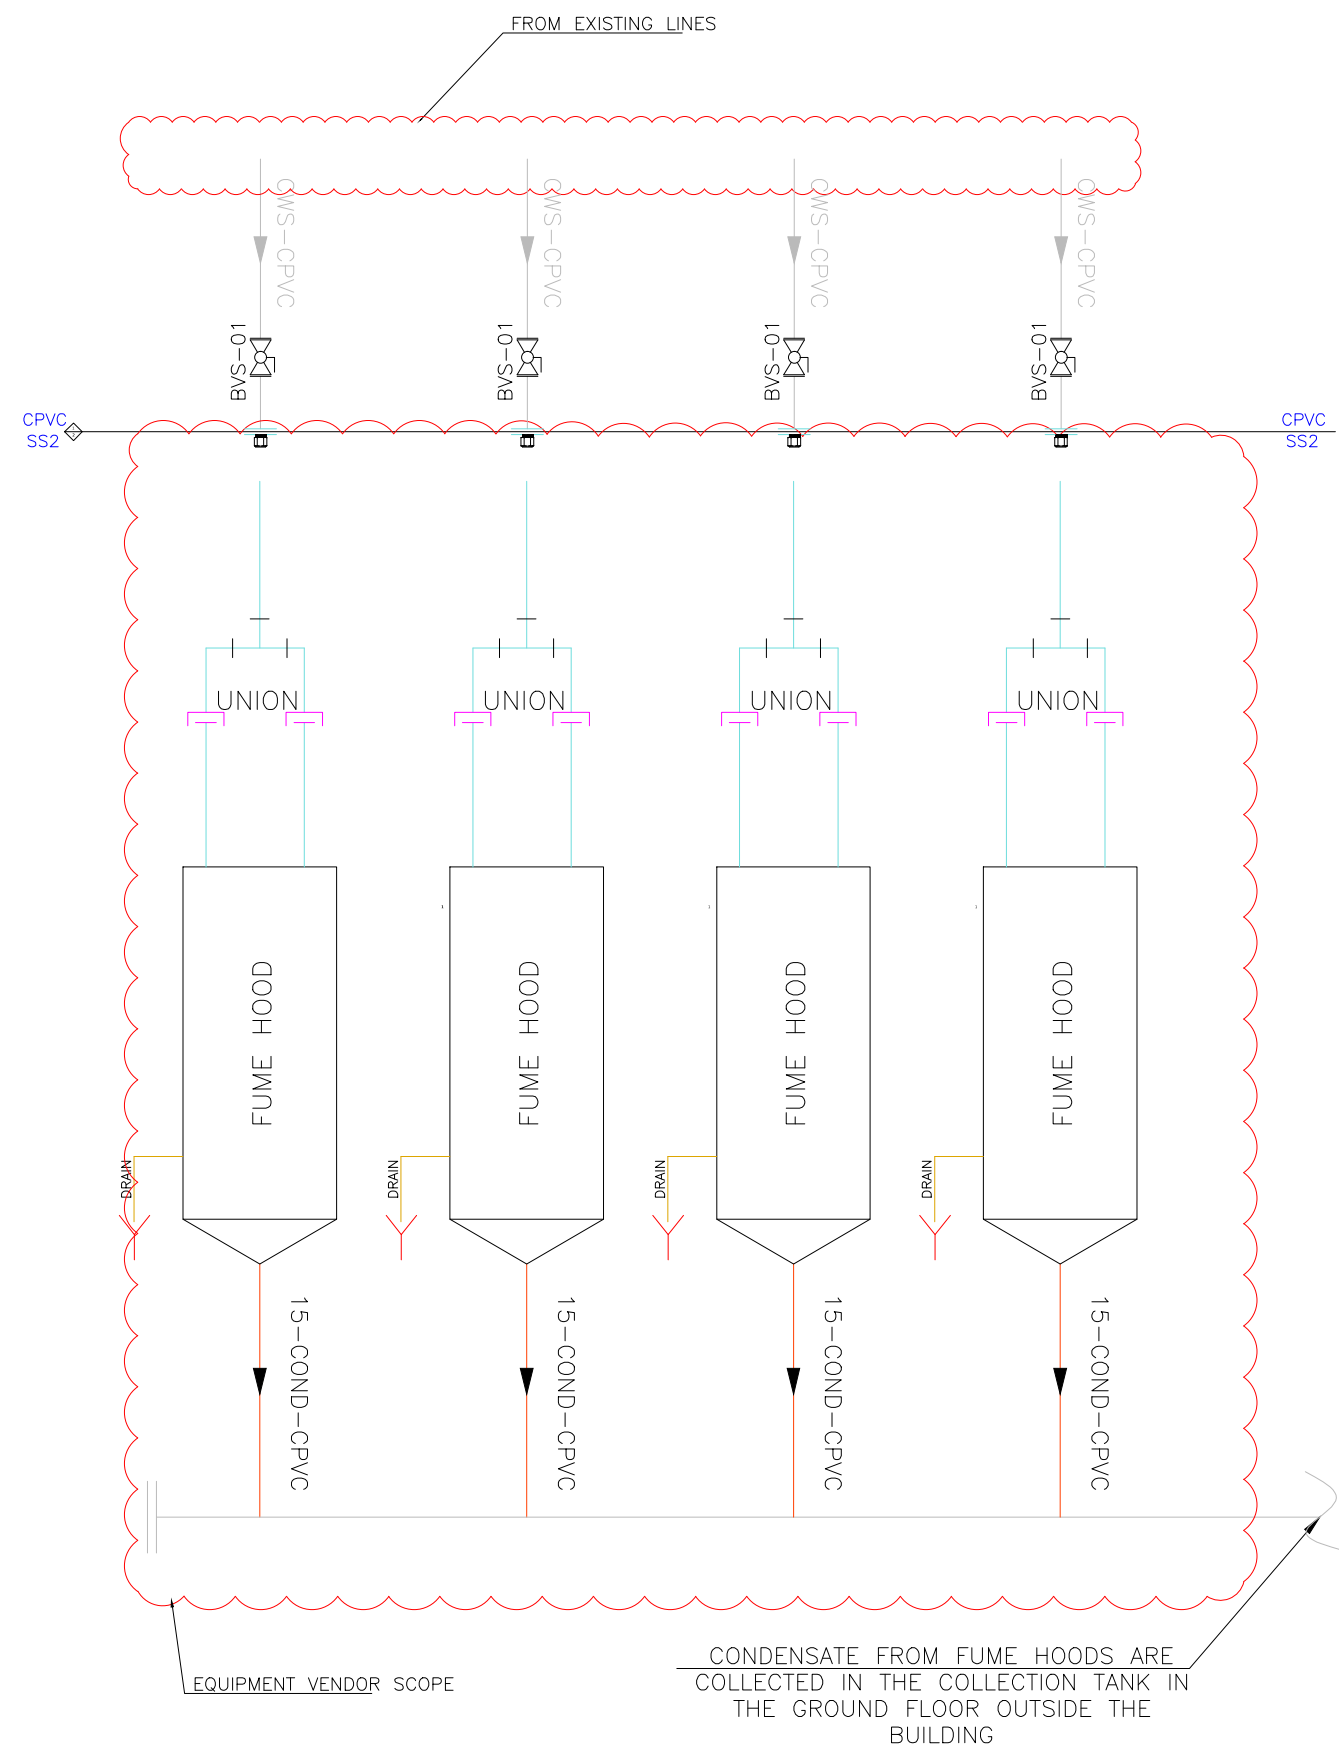 FROM EXISTING LINES
CWS-CPVC
CWS-CPVC
CWS-CPVC
CWS-CPVC
BVS-01
BVS-01
BVS-01
BVS-01
CPVC
SS2
CPVC
SS2
UNION
UNION
UNION
UNION
FUME HOOD
FUME HOOD
FUME HOOD
FUME HOOD
DRAIN
DRAIN
DRAIN
DRAIN
15-COND-CPVC
15-COND-CPVC
15-COND-CPVC
15-COND-CPVC
EQUIPMENT VENDOR SCOPE
CONDENSATE FROM FUME HOODS ARE
COLLECTED IN THE COLLECTION TANK IN
THE GROUND FLOOR OUTSIDE THE
BUILDING